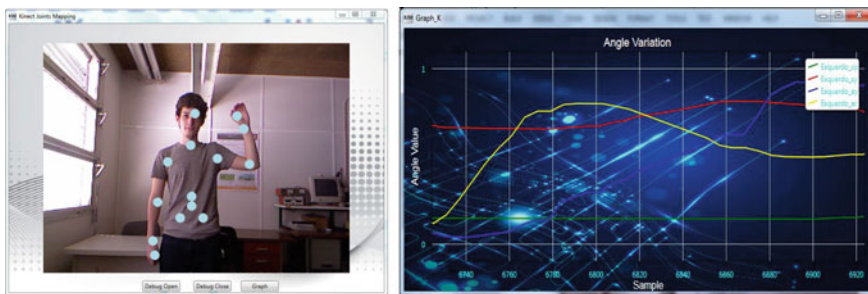 Kinect Joints Mapping
Debug Open
Debug Close
Graph
Graph_K
Angle Variation
1
Angle Value
0
6740
6760
6780
6800
6820
6840
6860
6880
6900
6920
Sample